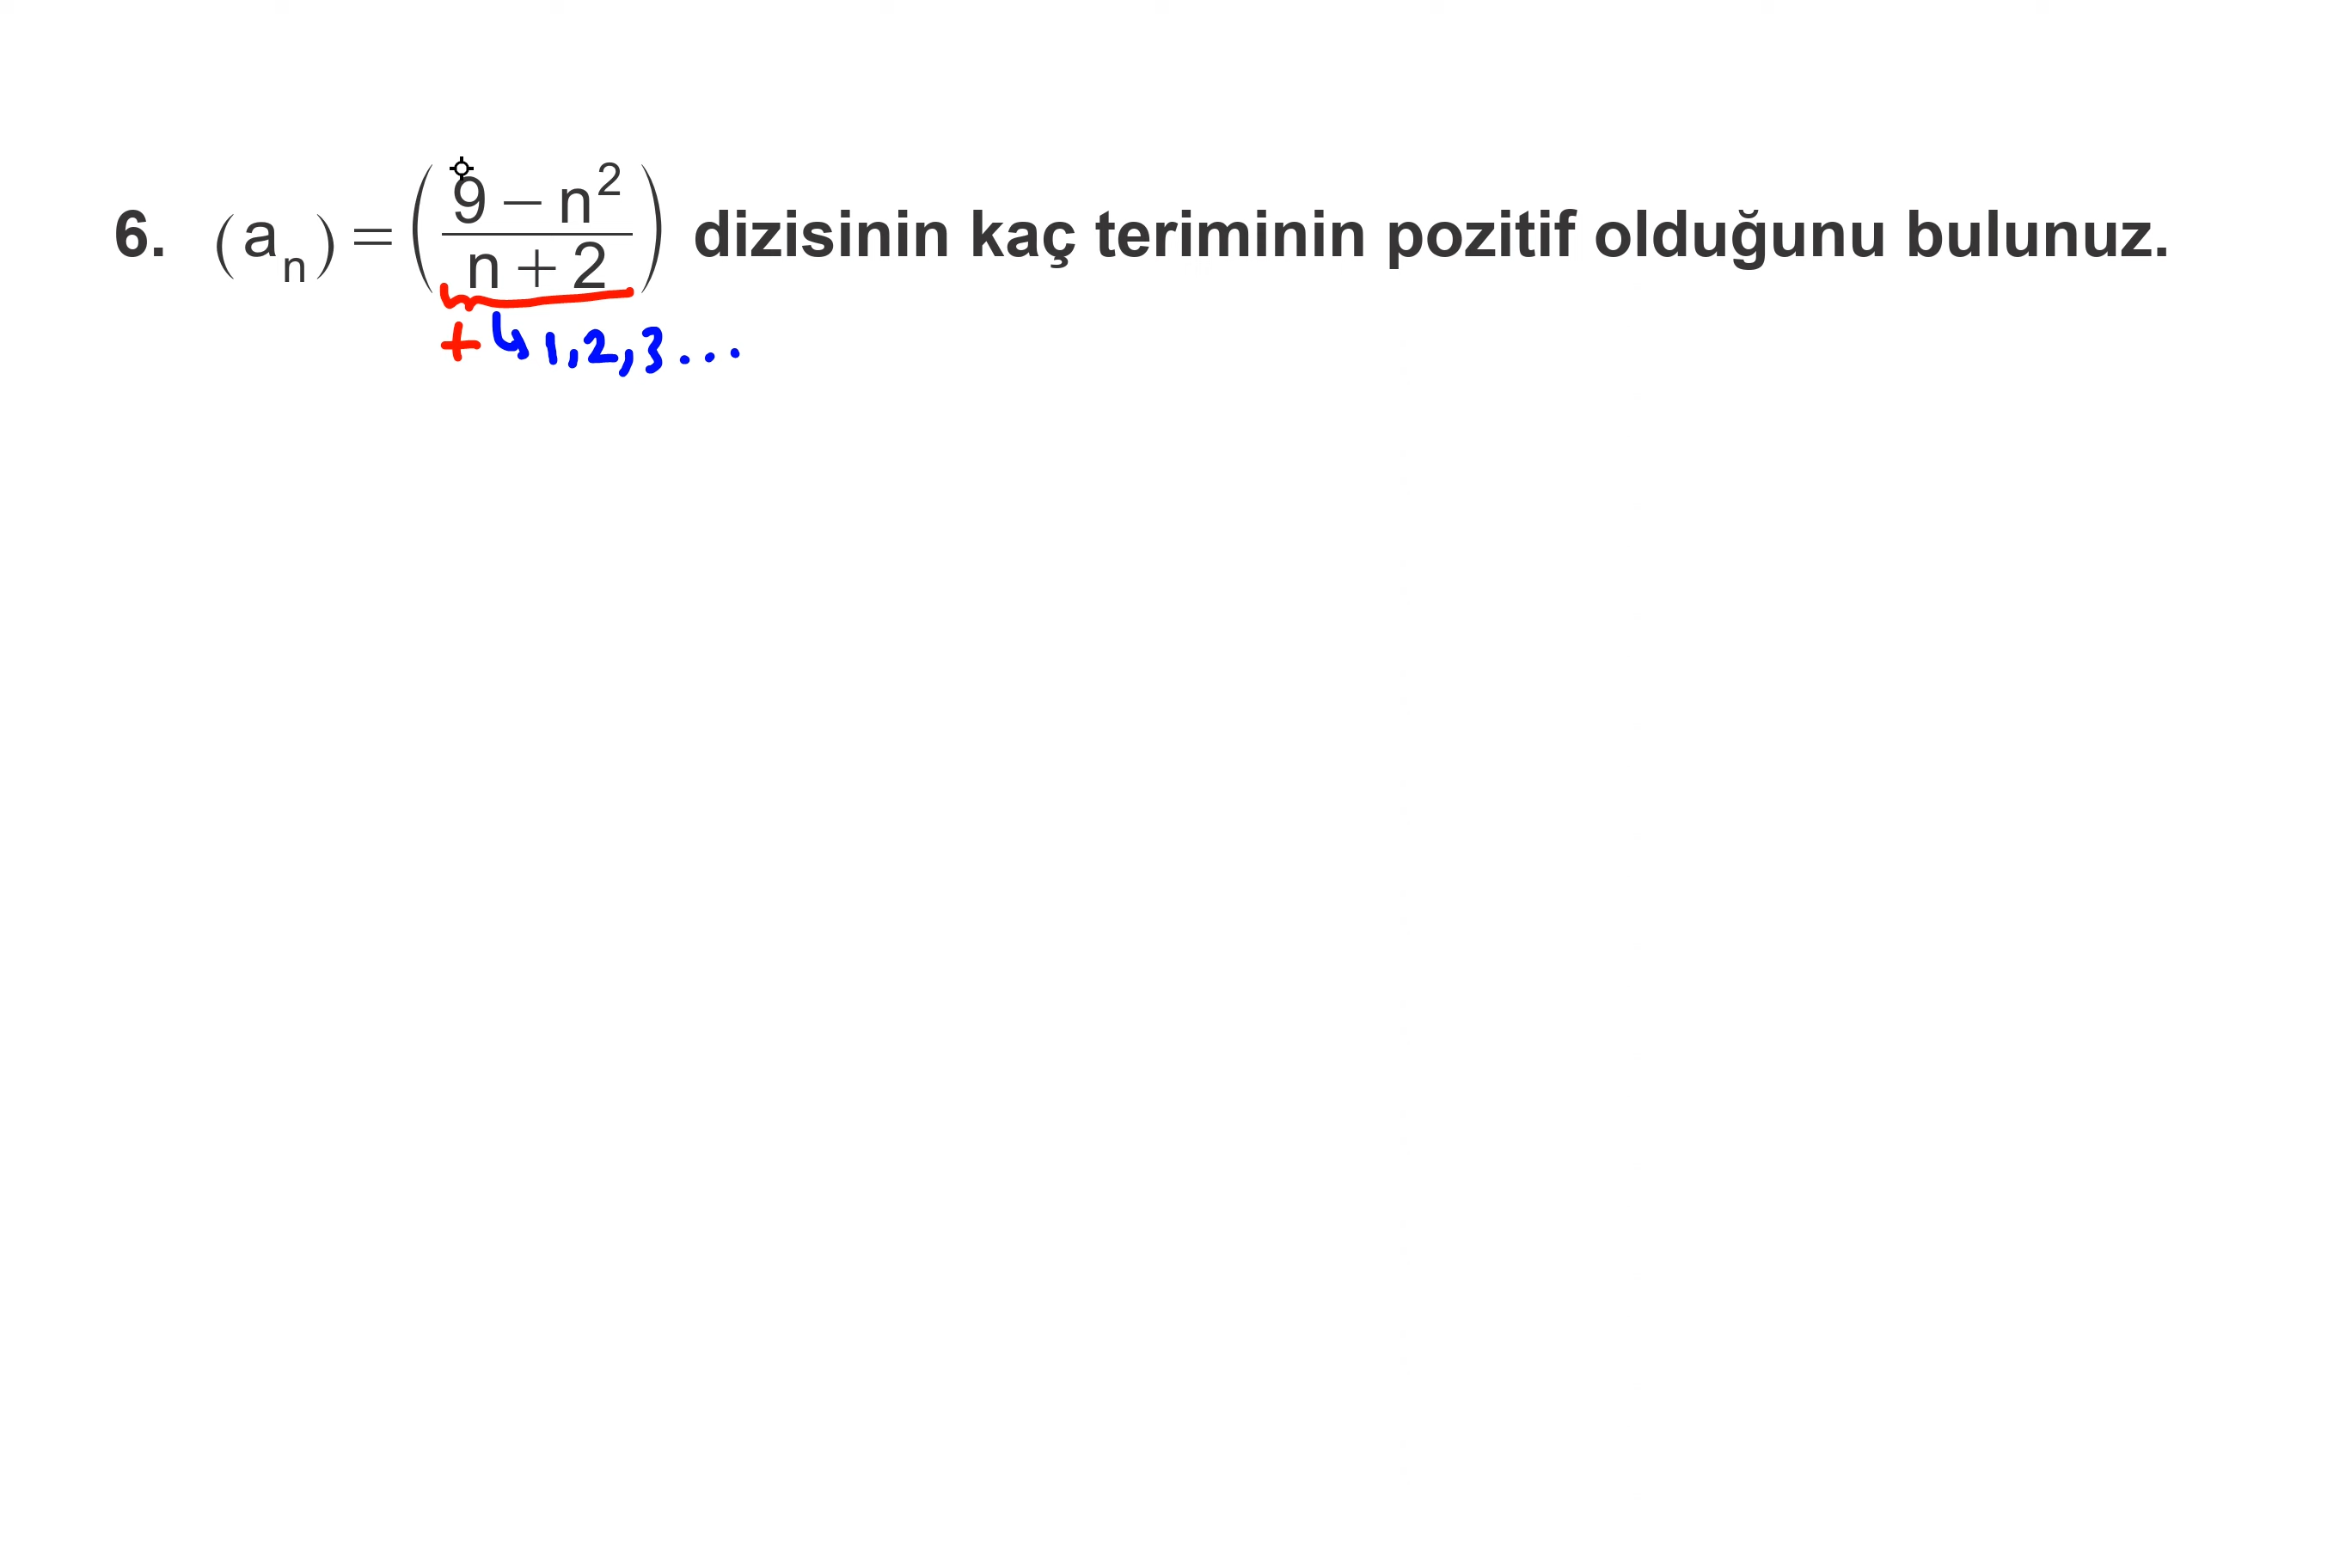 6. (aₙ) = ((9 − n²)/(n + 2)) dizisinin kaç teriminin pozitif olduğunu bulunuz.
+ ↳ 1, 2, 3 . . .